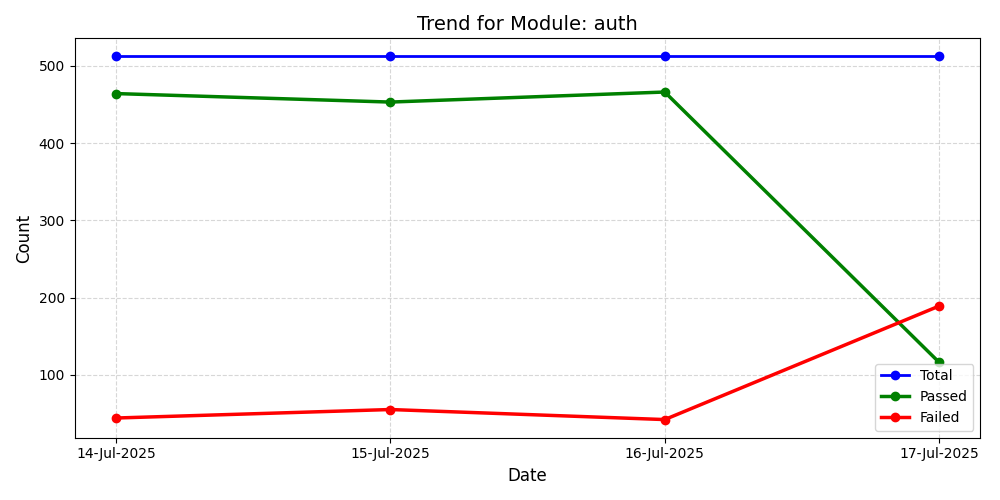 Trend for Module: auth
Count
500
400
300
200
100
14-Jul-2025
15-Jul-2025
16-Jul-2025
17-Jul-2025
Date
Total
Passed
Failed